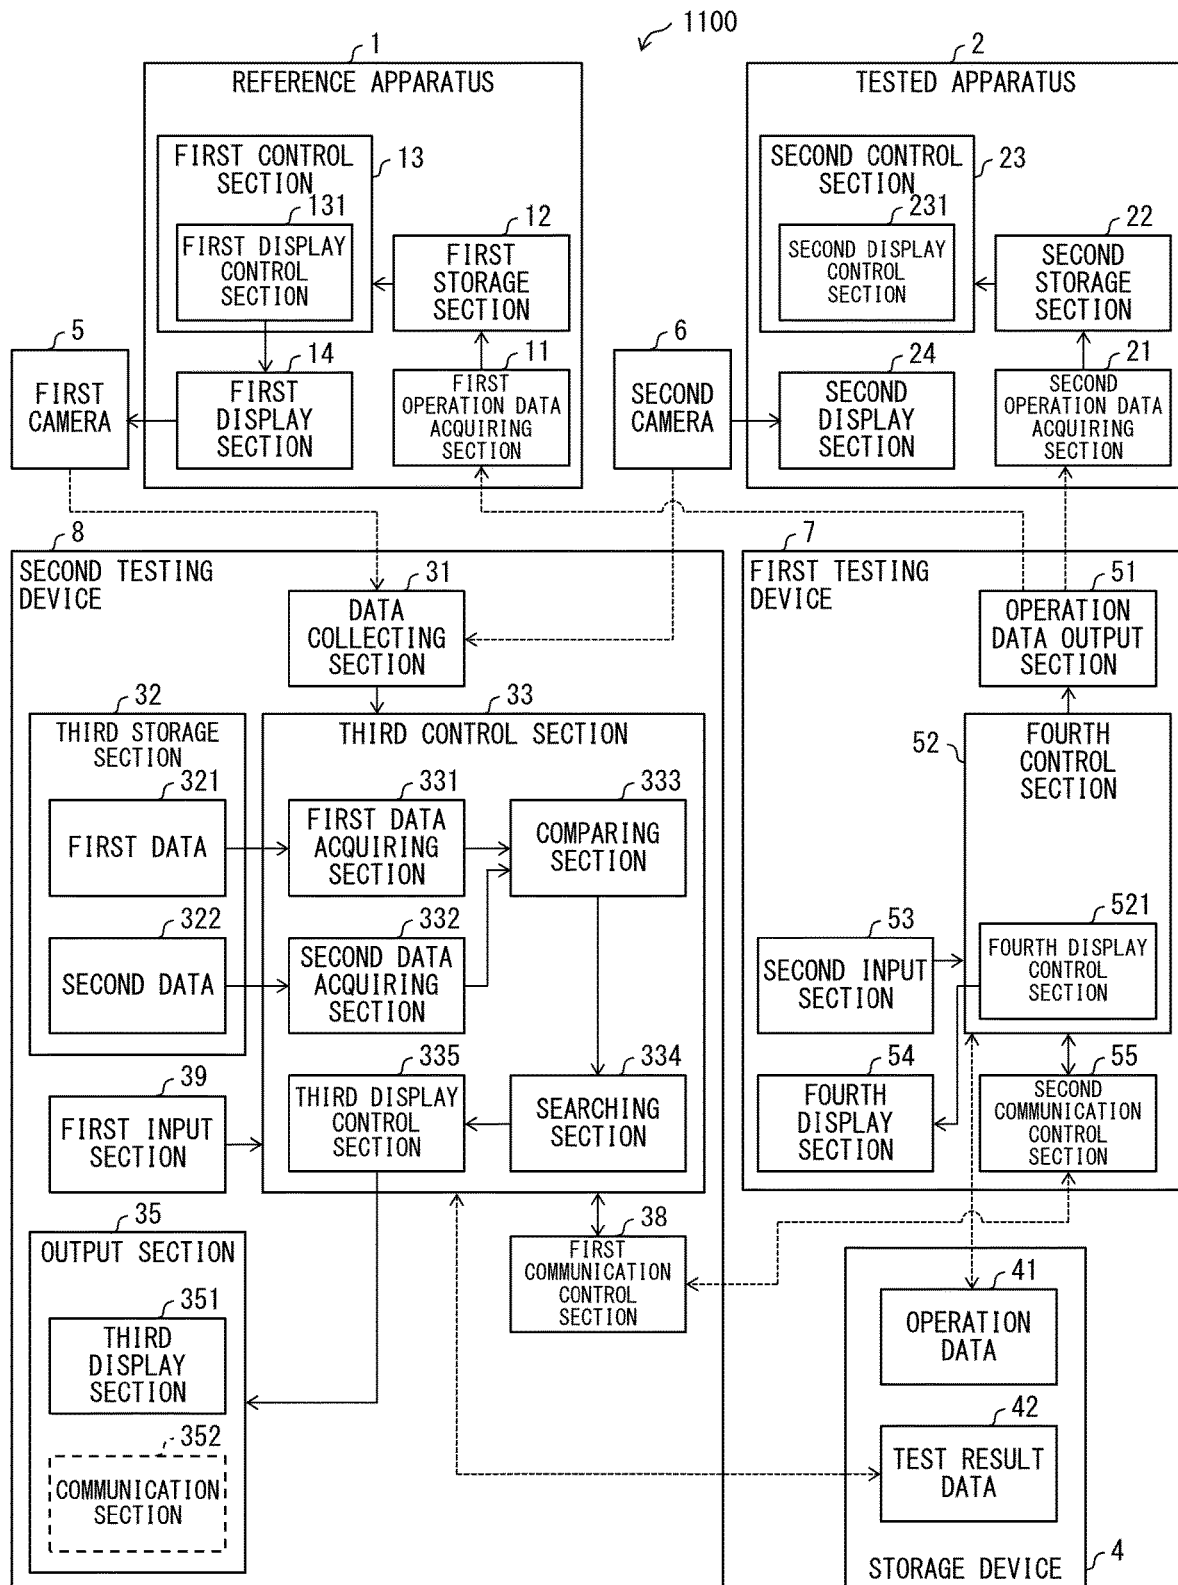 1100
1
REFERENCE APPARATUS
FIRST CONTROL
SECTION
13
131
FIRST DISPLAY
CONTROL
SECTION
12
FIRST
STORAGE
SECTION
5
FIRST
CAMERA
14
FIRST
DISPLAY
SECTION
11
FIRST
OPERATION DATA
ACQUIRING
SECTION
2
TESTED APPARATUS
SECOND CONTROL
SECTION
23
231
SECOND DISPLAY
CONTROL
SECTION
22
SECOND
STORAGE
SECTION
6
SECOND
CAMERA
24
SECOND
DISPLAY
SECTION
21
SECOND
OPERATION DATA
ACQUIRING
SECTION
8
SECOND TESTING
DEVICE
31
DATA
COLLECTING
SECTION
32
THIRD STORAGE
SECTION
321
FIRST DATA
322
SECOND DATA
33
THIRD CONTROL SECTION
331
FIRST DATA
ACQUIRING
SECTION
333
COMPARING
SECTION
332
SECOND DATA
ACQUIRING
SECTION
335
THIRD DISPLAY
CONTROL
SECTION
334
SEARCHING
SECTION
39
FIRST INPUT
SECTION
35
OUTPUT SECTION
351
THIRD
DISPLAY
SECTION
352
COMMUNICATION
SECTION
38
FIRST
COMMUNICATION
CONTROL
SECTION
7
FIRST TESTING
DEVICE
51
OPERATION
DATA OUTPUT
SECTION
52
FOURTH
CONTROL
SECTION
521
FOURTH DISPLAY
CONTROL
SECTION
53
SECOND INPUT
SECTION
54
FOURTH
DISPLAY
SECTION
55
SECOND
COMMUNICATION
CONTROL
SECTION
41
OPERATION
DATA
42
TEST RESULT
DATA
STORAGE DEVICE
4